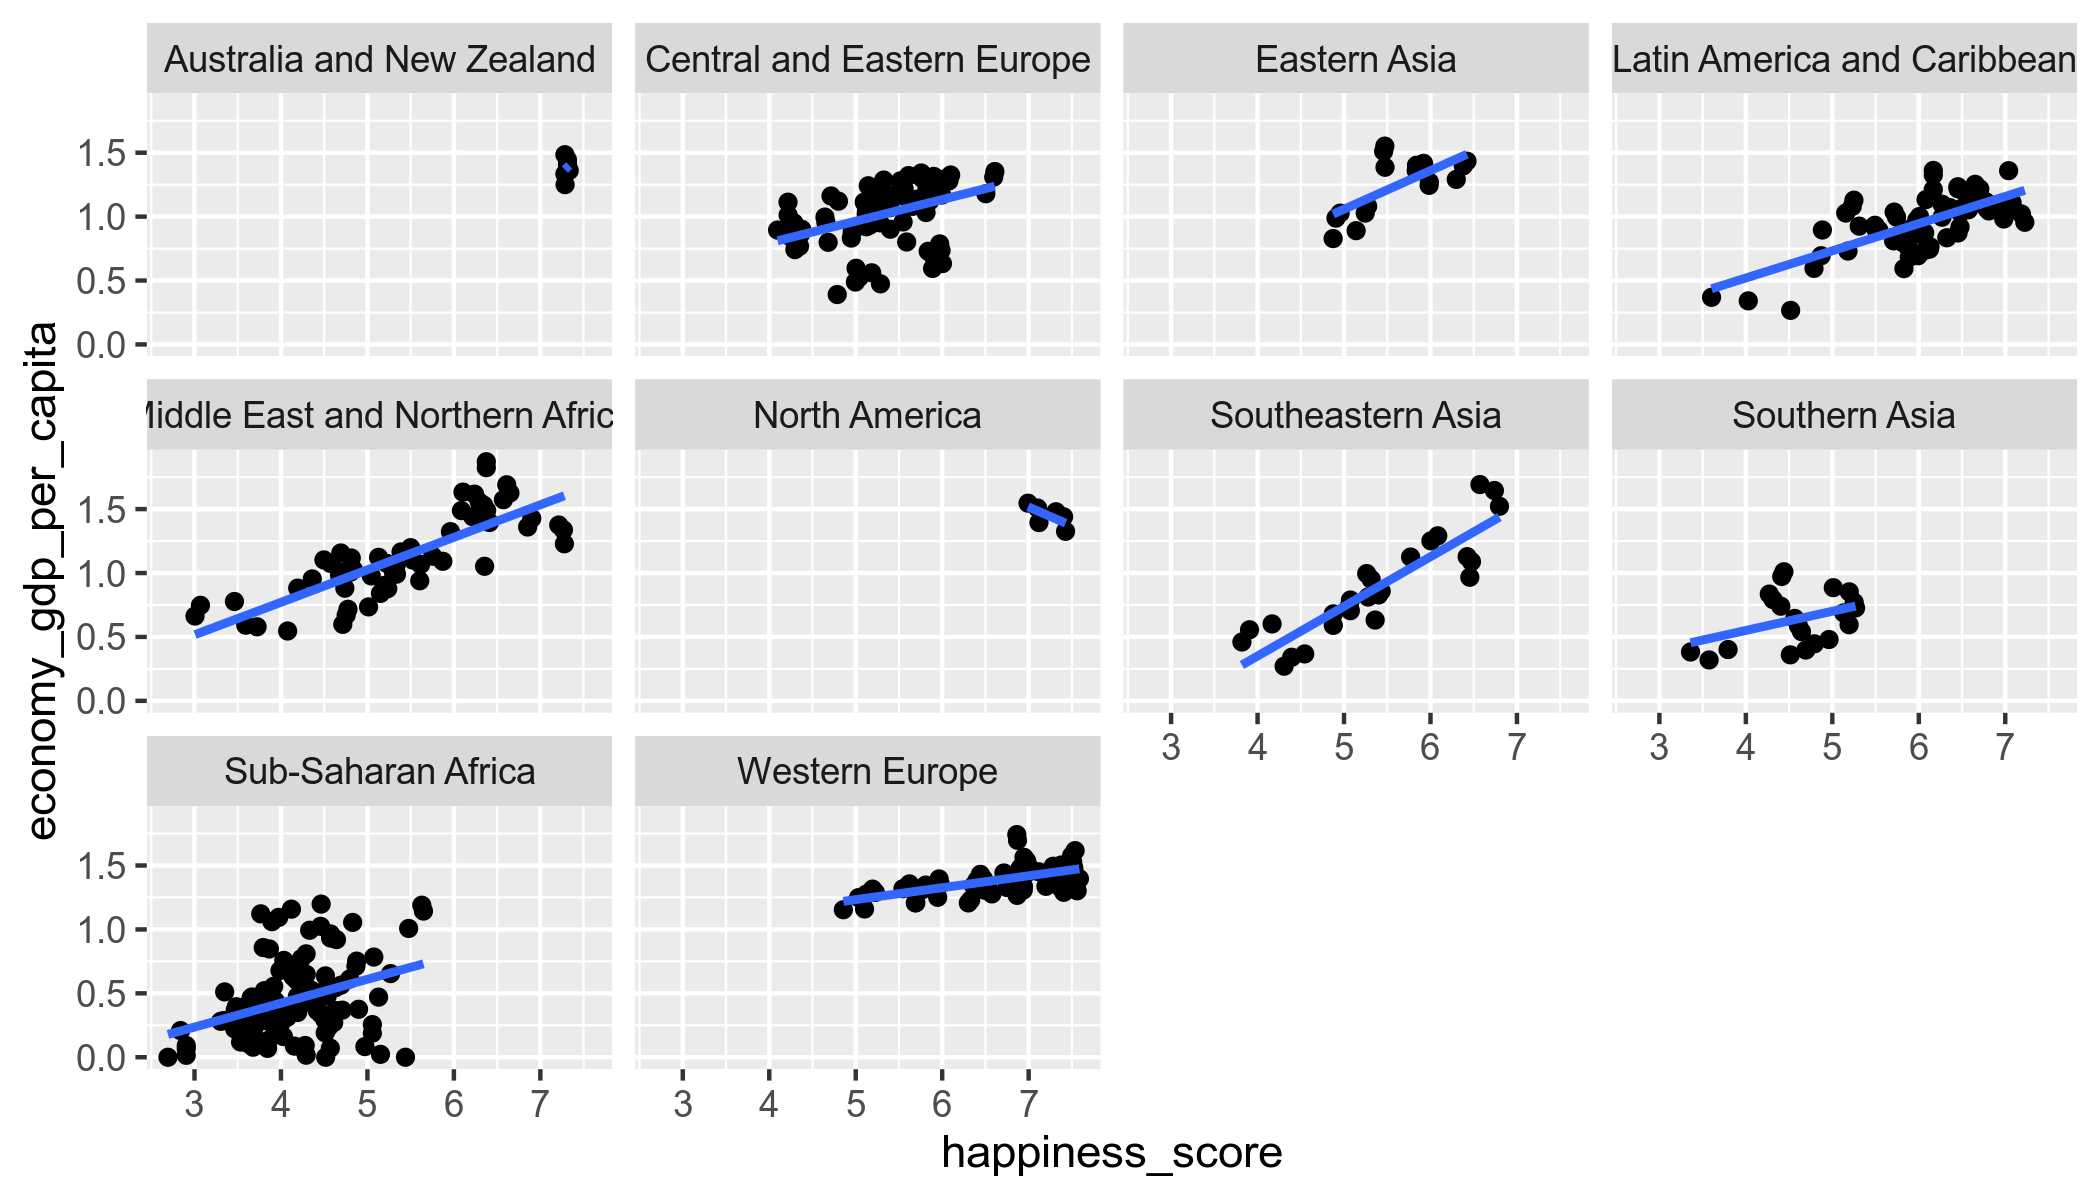 Australia and New Zealand
Central and Eastern Europe
Eastern Asia
Latin America and Caribbean
1.5
1.0
0.5
0.0
Middle East and Northern Afric
North America
Southeastern Asia
Southern Asia
1.5
1.0
0.5
0.0
3 4 5 6 7
3 4 5 6 7
Sub-Saharan Africa
Western Europe
1.5
1.0
0.5
0.0
3 4 5 6 7
3 4 5 6 7
economy_gdp_per_capita
happiness_score